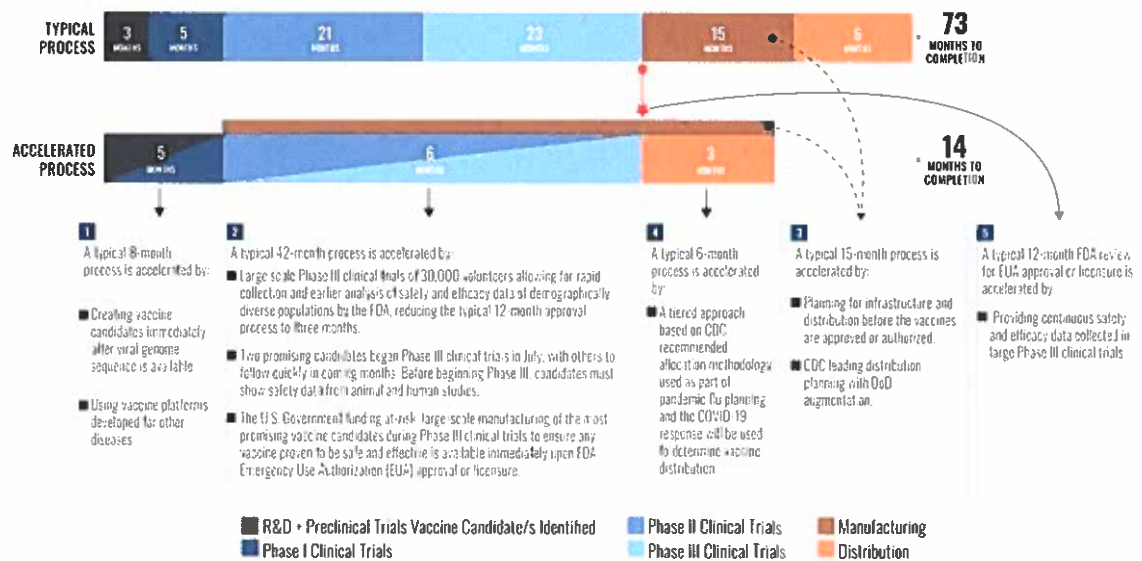 TYPICAL
PROCESS
3
MONTHS
5
MONTHS
21
MONTHS
23
MONTHS
15
MONTHS
6
MONTHS
73
MONTHS TO
COMPLETION
ACCELERATED
PROCESS
5
MONTHS
6
MONTHS
3
MONTHS
14
MONTHS TO
COMPLETION
1
A typical 8-month
process is accelerated by:
■ Creating vaccine
candidates immediately
after viral genome
sequence is available
■ Using vaccine platforms
developed for other
diseases
2
A typical 42-month process is accelerated by:
■ Large scale Phase III clinical trials of 30,000 volunteers allowing for rapid
collection and earlier analysis of safety and efficacy data of demographically
diverse populations by the FDA, reducing the typical 12-month approval
process to three months.
■ Two promising candidates began Phase III clinical trials in July, with others to
follow quickly in coming months. Before beginning Phase III, candidates must
show safety data from animal and human studies.
■ The U.S. Government funding at-risk, large-scale manufacturing of the most
promising vaccine candidates during Phase III clinical trials to ensure any
vaccine proven to be safe and effective is available immediately upon FDA
Emergency Use Authorization (EUA) approval or licensure.
4
A typical 6-month
process is accelerated
by:
■ A tiered approach
based on CDC
recommended
allocation methodology
used as part of
pandemic flu planning
and the COVID-19
response will be used
to determine vaccine
distribution
3
A typical 15-month process is
accelerated by:
■ Planning for infrastructure and
distribution before the vaccines
are approved or authorized.
■ CDC leading distribution
planning with DoD
augmentation.
5
A typical 12-month FDA review
for EUA approval or licensure is
accelerated by
■ Providing continuous safety
and efficacy data collected in
large Phase III clinical trials
■ R&D + Preclinical Trials Vaccine Candidate/s Identified
■ Phase I Clinical Trials
■ Phase II Clinical Trials
■ Phase III Clinical Trials
■ Manufacturing
■ Distribution